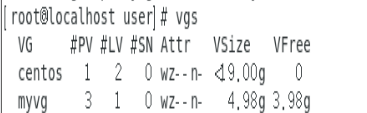 [root@localhost user]# vgs
VG #PV #LV #SN Attr VSize VFree
centos 1 2 0 wz--n- <19,00g 0
myvg 3 1 0 wz--n- 4,98g 3,98g